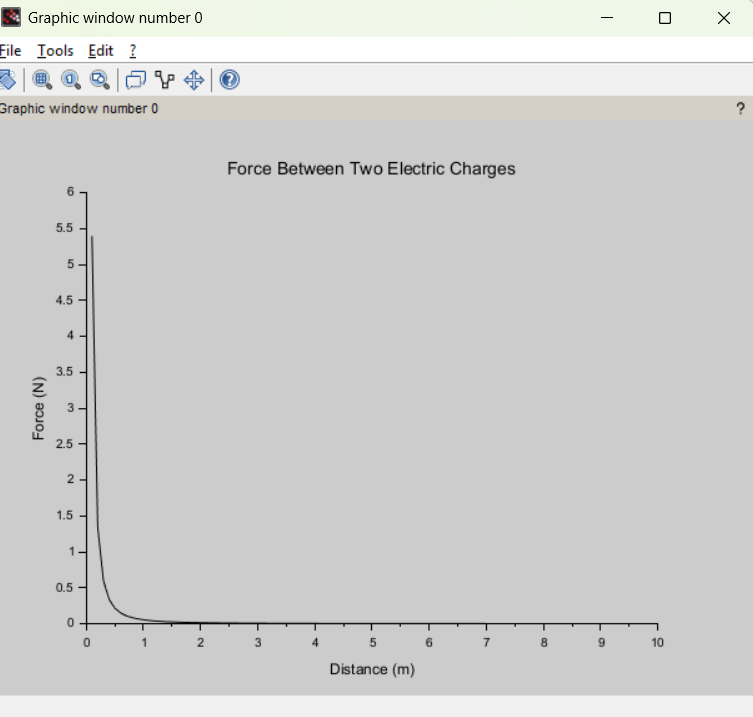 Graphic window number 0
File Tools Edit ?
Graphic window number 0 ?
Force Between Two Electric Charges
6
5.5
5
4.5
4
3.5
3
2.5
2
1.5
1
0.5
0
Force (N)
0 1 2 3 4 5 6 7 8 9 10
Distance (m)